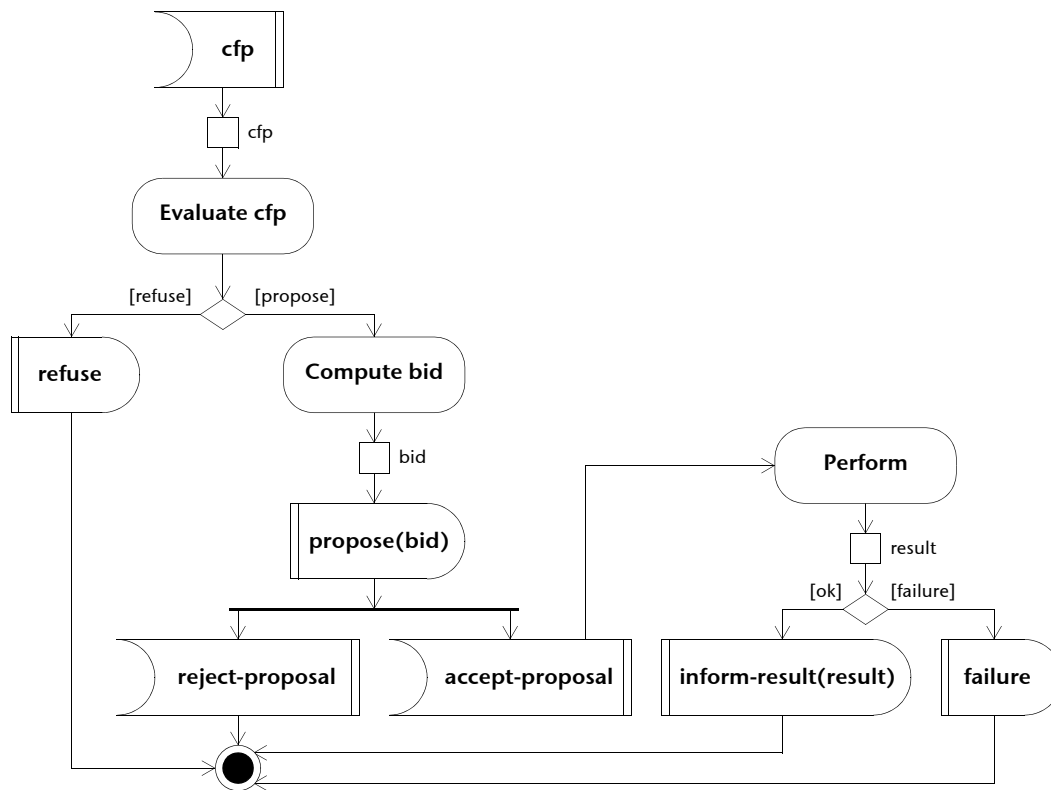 cfp
cfp
Evaluate cfp
[refuse]
[propose]
refuse
Compute bid
bid
Perform
propose(bid)
result
[ok]
[failure]
reject-proposal
accept-proposal
inform-result(result)
failure